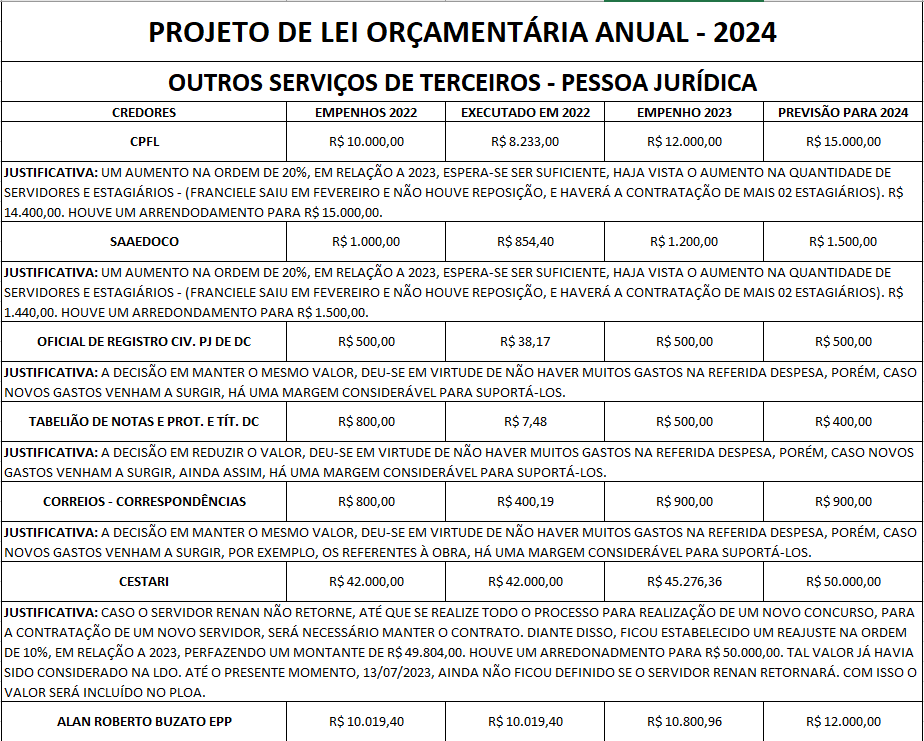 PROJETO DE LEI ORÇAMENTÁRIA ANUAL - 2024
OUTROS SERVIÇOS DE TERCEIROS - PESSOA JURÍDICA
CREDORES EMPENHOS 2022 EXECUTADO EM 2022 EMPENHO 2023 PREVISÃO PARA 2024
CPFL R$ 10.000,00 R$ 8.233,00 R$ 12.000,00 R$ 15.000,00
JUSTIFICATIVA: UM AUMENTO NA ORDEM DE 20%, EM RELAÇÃO A 2023, ESPERA-SE SER SUFICIENTE, HAJA VISTA O AUMENTO NA QUANTIDADE DE
SERVIDORES E ESTAGIÁRIOS - (FRANCIELE SAIU EM FEVEREIRO E NÃO HOUVE REPOSIÇÃO, E HAVERÁ A CONTRATAÇÃO DE MAIS 02 ESTAGIÁRIOS). R$
14.400,00. HOUVE UM ARRENDODAMENTO PARA R$ 15.000,00.
SAAEDOCO R$ 1.000,00 R$ 854,40 R$ 1.200,00 R$ 1.500,00
JUSTIFICATIVA: UM AUMENTO NA ORDEM DE 20%, EM RELAÇÃO A 2023, ESPERA-SE SER SUFICIENTE, HAJA VISTA O AUMENTO NA QUANTIDADE DE
SERVIDORES E ESTAGIÁRIOS - (FRANCIELE SAIU EM FEVEREIRO E NÃO HOUVE REPOSIÇÃO, E HAVERÁ A CONTRATAÇÃO DE MAIS 02 ESTAGIÁRIOS). R$
1.440,00. HOUVE UM ARREDONDAMENTO PARA R$ 1.500,00.
OFICIAL DE REGISTRO CIV. PJ DE DC R$ 500,00 R$ 38,17 R$ 500,00 R$ 500,00
JUSTIFICATIVA: A DECISÃO EM MANTER O MESMO VALOR, DEU-SE EM VIRTUDE DE NÃO HAVER MUITOS GASTOS NA REFERIDA DESPESA, PORÉM, CASO
NOVOS GASTOS VENHAM A SURGIR, HÁ UMA MARGEM CONSIDERÁVEL PARA SUPORTÁ-LOS.
TABELIÃO DE NOTAS E PROT. E TÍT. DC R$ 800,00 R$ 7,48 R$ 500,00 R$ 400,00
JUSTIFICATIVA: A DECISÃO EM REDUZIR O VALOR, DEU-SE EM VIRTUDE DE NÃO HAVER MUITOS GASTOS NA REFERIDA DESPESA, PORÉM, CASO NOVOS
GASTOS VENHAM A SURGIR, AINDA ASSIM, HÁ UMA MARGEM CONSIDERÁVEL PARA SUPORTÁ-LOS.
CORREIOS - CORRESPONDÊNCIAS R$ 800,00 R$ 400,19 R$ 900,00 R$ 900,00
JUSTIFICATIVA: A DECISÃO EM MANTER O MESMO VALOR, DEU-SE EM VIRTUDE DE NÃO HAVER MUITOS GASTOS NA REFERIDA DESPESA, PORÉM, CASO
NOVOS GASTOS VENHAM A SURGIR, POR EXEMPLO, OS REFERENTES À OBRA, HÁ UMA MARGEM CONSIDERÁVEL PARA SUPORTÁ-LOS.
CESTARI R$ 42.000,00 R$ 42.000,00 R$ 45.276,36 R$ 50.000,00
JUSTIFICATIVA: CASO O SERVIDOR RENAN NÃO RETORNE, ATÉ QUE SE REALIZE TODO O PROCESSO PARA REALIZAÇÃO DE UM NOVO CONCURSO, PARA
A CONTRATAÇÃO DE UM NOVO SERVIDOR, SERÁ NECESSÁRIO MANTER O CONTRATO. DIANTE DISSO, FICOU ESTABELECIDO UM REAJUSTE NA ORDEM
DE 10%, EM RELAÇÃO A 2023, PERFAZENDO UM MONTANTE DE R$ 49.804,00. HOUVE UM ARREDONADMENTO PARA R$ 50.000,00. TAL VALOR JÁ HAVIA
SIDO CONSIDERADO NA LDO. ATÉ O PRESENTE MOMENTO, 13/07/2023, AINDA NÃO FICOU DEFINIDO SE O SERVIDOR RENAN RETORNARÁ. COM ISSO O
VALOR SERÁ INCLUÍDO NO PLOA.
ALAN ROBERTO BUZATO EPP R$ 10.019,40 R$ 10.019,40 R$ 10.800,96 R$ 12.000,00